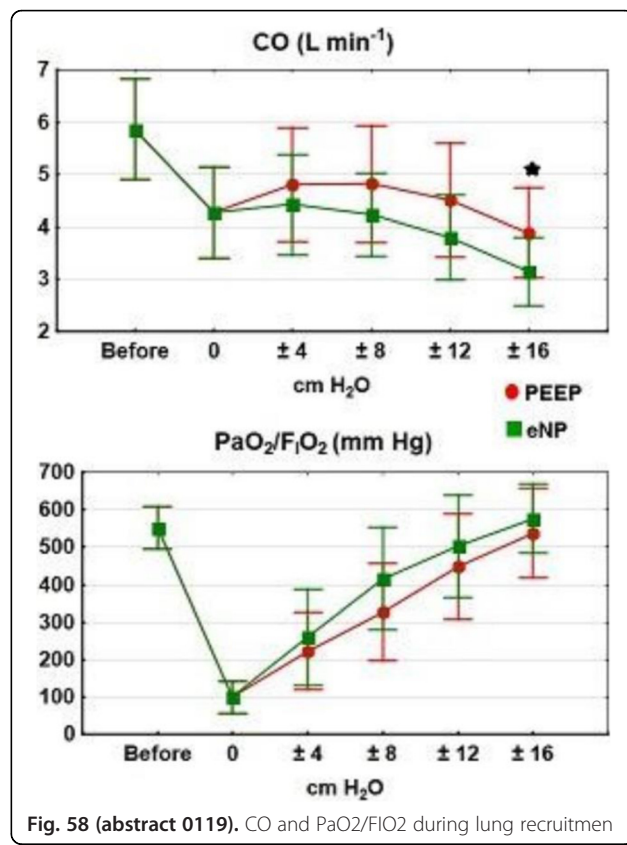 CO (L min⁻¹)
7
6
5
4
3
2
Before 0 ± 4 ± 8 ± 12 ± 16
cm H₂O
PEEP
eNP
PaO₂/FIO₂ (mm Hg)
700
600
500
400
300
200
100
0
Before 0 ± 4 ± 8 ± 12 ± 16
cm H₂O
Fig. 58 (abstract 0119). CO and PaO2/FIO2 during lung recruitmen